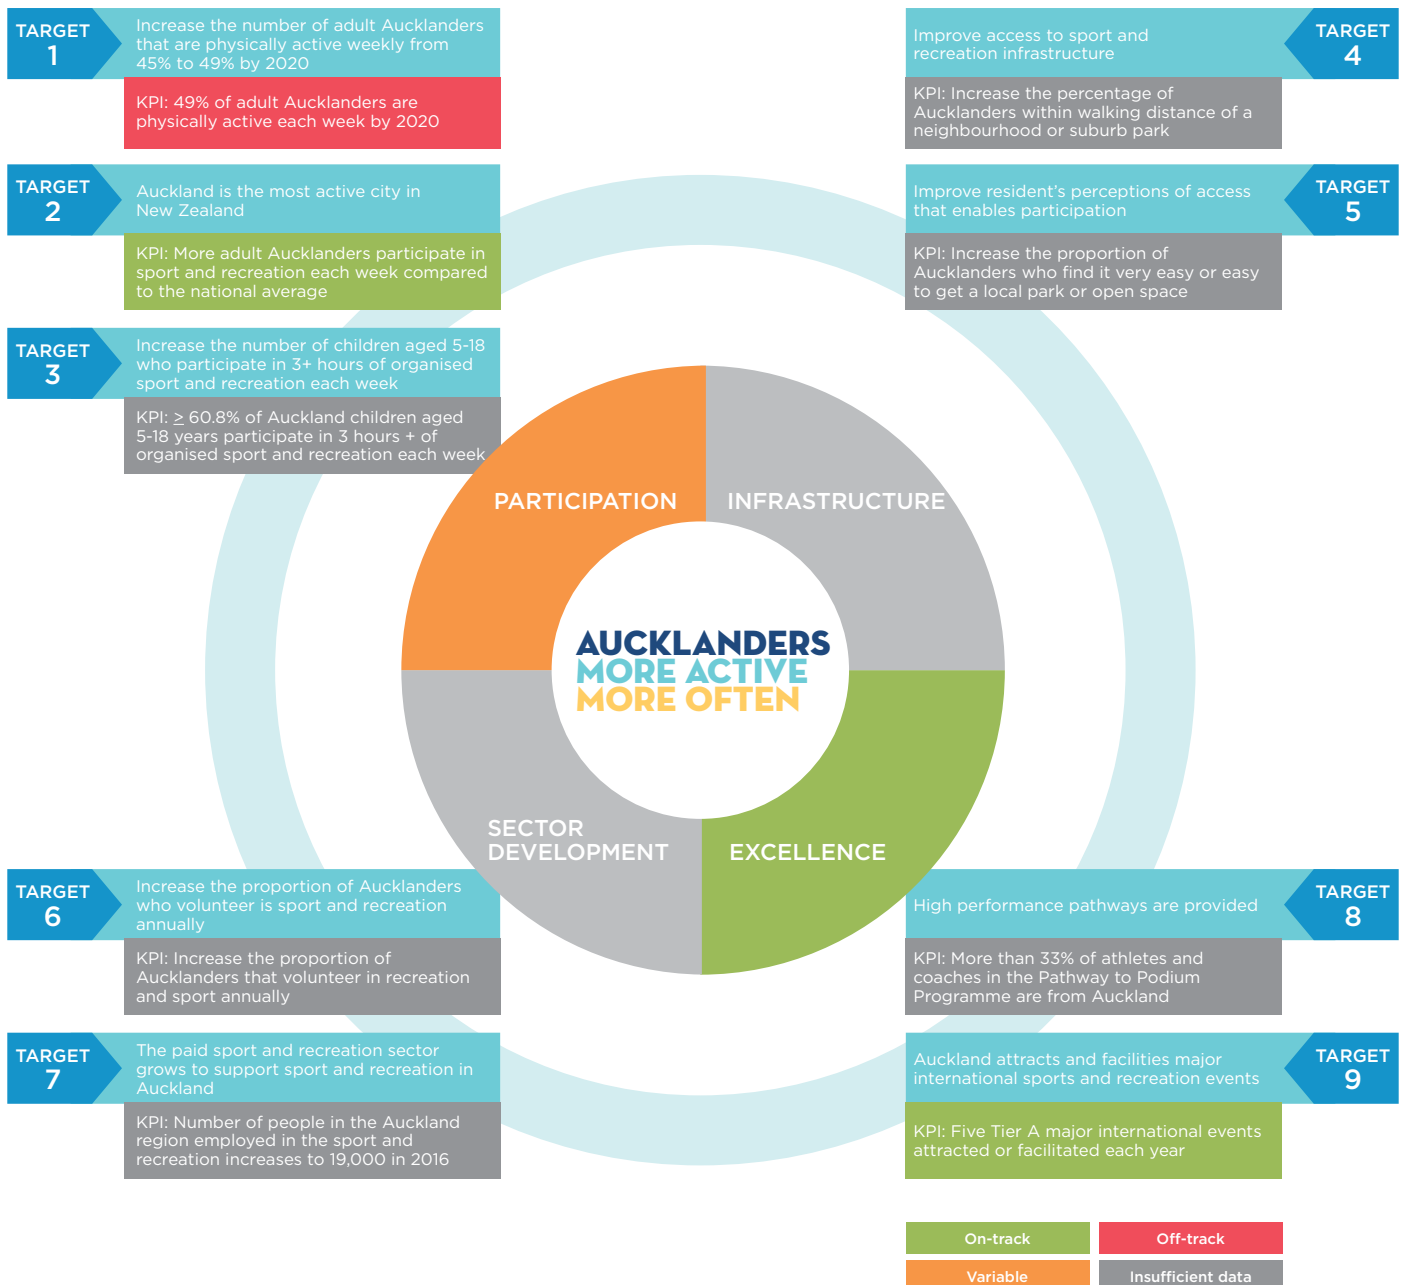 TARGET
1
Increase the number of adult Aucklanders
that are physically active weekly from
45% to 49% by 2020
KPI: 49% of adult Aucklanders are
physically active each week by 2020
TARGET
2
Auckland is the most active city in
New Zealand
KPI: More adult Aucklanders participate in
sport and recreation each week compared
to the national average
TARGET
3
Increase the number of children aged 5-18
who participate in 3+ hours of organised
sport and recreation each week
KPI: ≥ 60.8% of Auckland children aged
5-18 years participate in 3 hours + of
organised sport and recreation each week
Improve access to sport and
recreation infrastructure
TARGET
4
KPI: Increase the percentage of
Aucklanders within walking distance of a
neighbourhood or suburb park
Improve resident's perceptions of access
that enables participation
TARGET
5
KPI: Increase the proportion of
Aucklanders who find it very easy or easy
to get a local park or open space
PARTICIPATION
INFRASTRUCTURE
AUCKLANDERS
MORE ACTIVE
MORE OFTEN
SECTOR
DEVELOPMENT
EXCELLENCE
TARGET
6
Increase the proportion of Aucklanders
who volunteer is sport and recreation
annually
KPI: Increase the proportion of
Aucklanders that volunteer in recreation
and sport annually
TARGET
7
The paid sport and recreation sector
grows to support sport and recreation in
Auckland
KPI: Number of people in the Auckland
region employed in the sport and
recreation increases to 19,000 in 2016
High performance pathways are provided
TARGET
8
KPI: More than 33% of athletes and
coaches in the Pathway to Podium
Programme are from Auckland
Auckland attracts and facilities major
international sports and recreation events
TARGET
9
KPI: Five Tier A major international events
attracted or facilitated each year
On-track
Off-track
Variable
Insufficient data